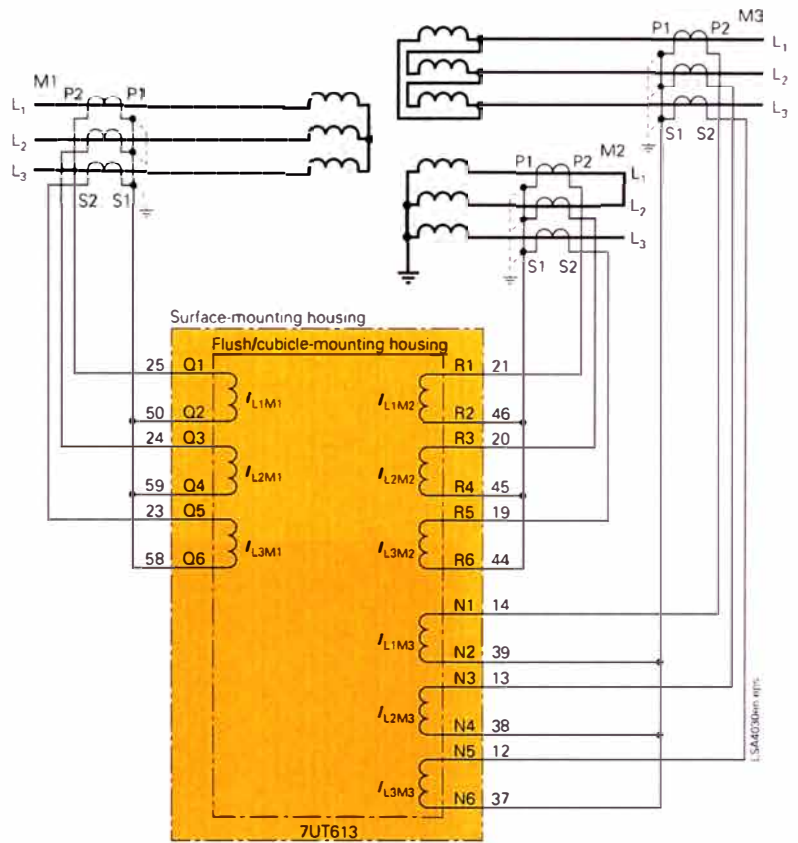 M3
P1 P2
L1
L2
L3
S1 S2
M1
P2 P1
L1
L2
L3
S2 S1
M2
P1 P2
L1
L2
L3
S1 S2
Surface-mounting housing
Flush/cubicle-mounting housing
25 Q1
50 Q2
24 Q3
59 Q4
23 Q5
58 Q6
IL1M1
IL2M1
IL3M1
R1 21
R2 46
R3 20
R4 45
R5 19
R6 44
IL1M2
IL2M2
IL3M2
N1 14
N2 39
N3 13
N4 38
N5 12
N6 37
IL1M3
IL2M3
IL3M3
7UT613
LSA4030en.eps